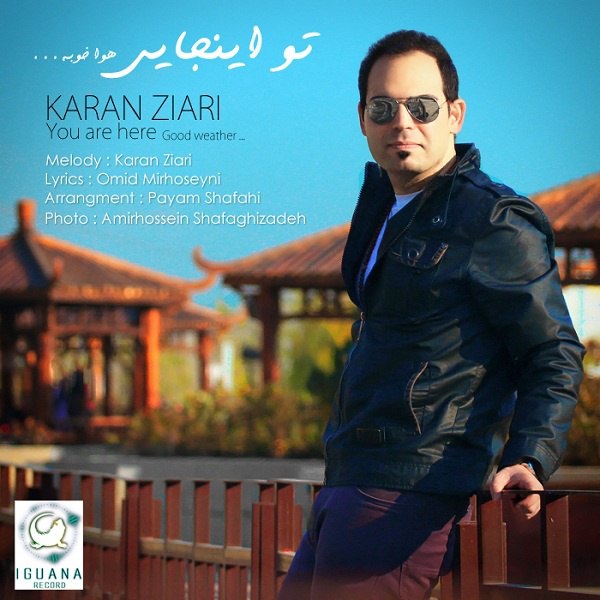 تو اینجایی هوا خوبه ...
KARAN ZIARI
You are here Good weather ...
Melody : Karan Ziari
Lyrics : Omid Mirhoseyni
Arrangment : Payam Shafahi
Photo : Amirhossein Shafaghizadeh
IGUANA
RECORD